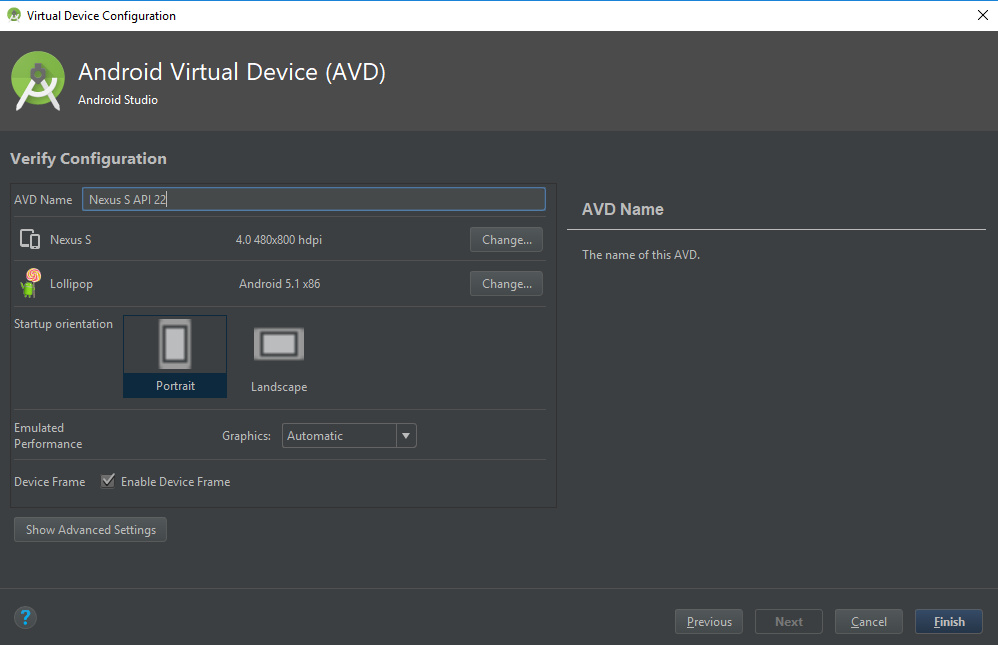 Virtual Device Configuration
Android Virtual Device (AVD)
Android Studio
Verify Configuration
AVD Name Nexus S API 22
AVD Name
The name of this AVD.
Nexus S 4.0 480x800 hdpi Change...
Lollipop Android 5.1 x86 Change...
Startup orientation
Portrait
Landscape
Emulated
Performance
Graphics: Automatic
Device Frame Enable Device Frame
Show Advanced Settings
?
Previous Next Cancel Finish